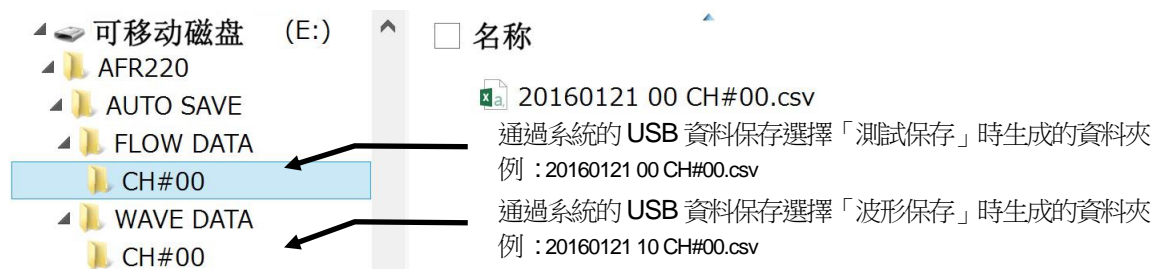 可移动磁盘 (E:)
AFR220
AUTO SAVE
FLOW DATA
CH#00
WAVE DATA
CH#00
名称
20160121 00 CH#00.csv
通過系統的 USB 資料保存選擇「測試保存」時生成的資料夾
例：20160121 00 CH#00.csv
通過系統的 USB 資料保存選擇「波形保存」時生成的資料夾
例：20160121 10 CH#00.csv